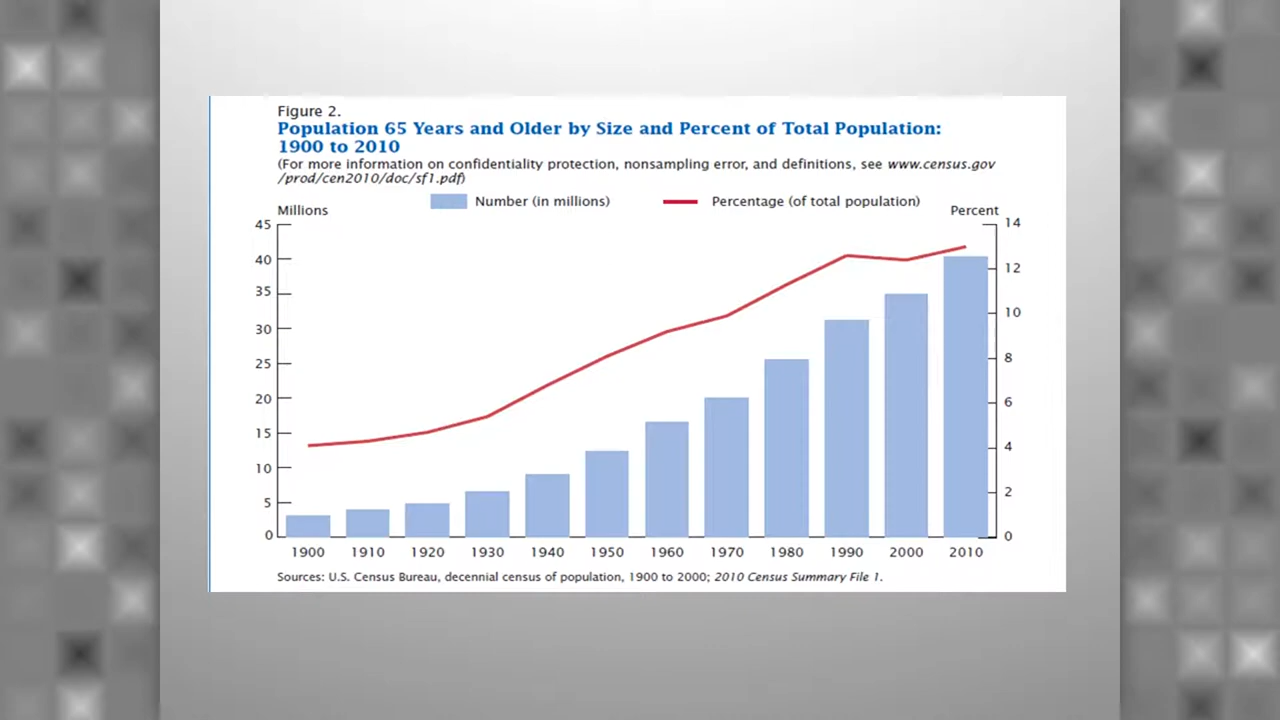 Figure 2.
Population 65 Years and Older by Size and Percent of Total Population:
1900 to 2010
(For more information on confidentiality protection, nonsampling error, and definitions, see www.census.gov
/prod/cen2010/doc/sf1.pdf)
Number (in millions) Percentage (of total population)
Millions Percent
45 14
40 12
35
30 10
25 8
20 6
15 4
10 2
5
0 0
1900 1910 1920 1930 1940 1950 1960 1970 1980 1990 2000 2010
Sources: U.S. Census Bureau, decennial census of population, 1900 to 2000; 2010 Census Summary File 1.